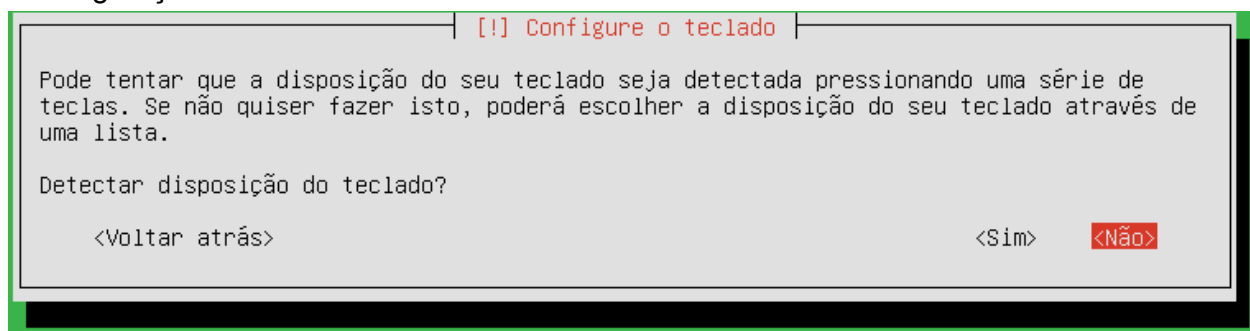 [!] Configure o teclado
Pode tentar que a disposição do seu teclado seja detectada pressionando uma série de
teclas. Se não quiser fazer isto, poderá escolher a disposição do seu teclado através de
uma lista.
Detectar disposição do teclado?
<Voltar atrás> <Sim> <Não>